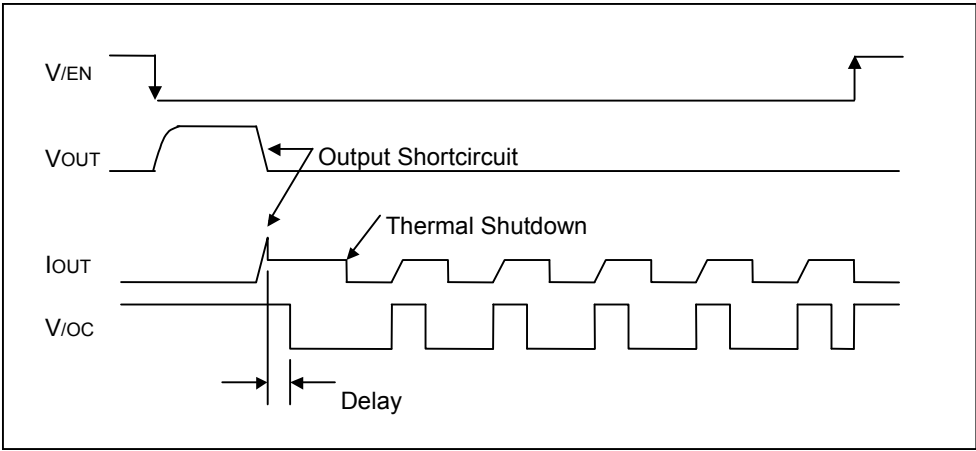 V/EN
VOUT
Output Shortcircuit
Thermal Shutdown
IOUT
V/OC
Delay